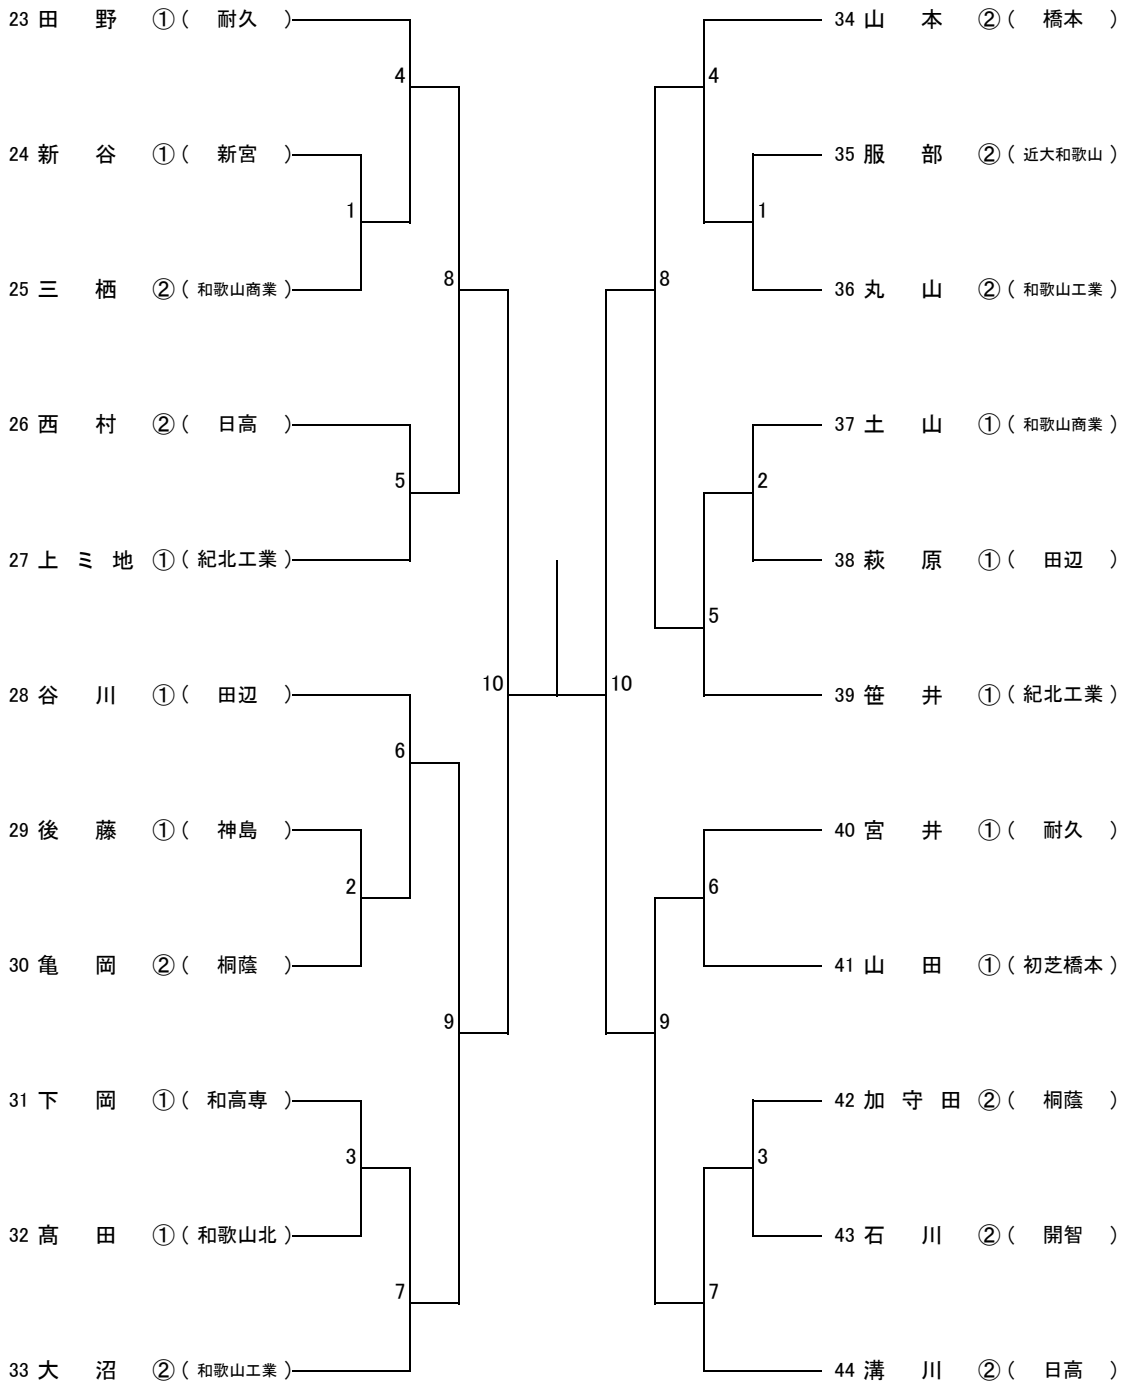 23 田 野 ① ( 耐久 )
4
24 新 谷 ① ( 新宮 )
1
25 三 栖 ② ( 和歌山商業 )
8
26 西 村 ② ( 日高 )
5
27 上 ミ 地 ① ( 紀北工業 )
28 谷 川 ① ( 田辺 )
10
6
29 後 藤 ① ( 神島 )
2
30 亀 岡 ② ( 桐蔭 )
9
31 下 岡 ① ( 和高専 )
3
32 髙 田 ① ( 和歌山北 )
7
33 大 沼 ② ( 和歌山工業 )
34 山 本 ② ( 橋本 )
4
35 服 部 ② ( 近大和歌山 )
1
36 丸 山 ② ( 和歌山工業 )
8
37 土 山 ① ( 和歌山商業 )
2
38 萩 原 ① ( 田辺 )
5
39 笹 井 ① ( 紀北工業 )
10
40 宮 井 ① ( 耐久 )
6
41 山 田 ① ( 初芝橋本 )
9
42 加 守 田 ② ( 桐蔭 )
3
43 石 川 ② ( 開智 )
7
44 溝 川 ② ( 日高 )